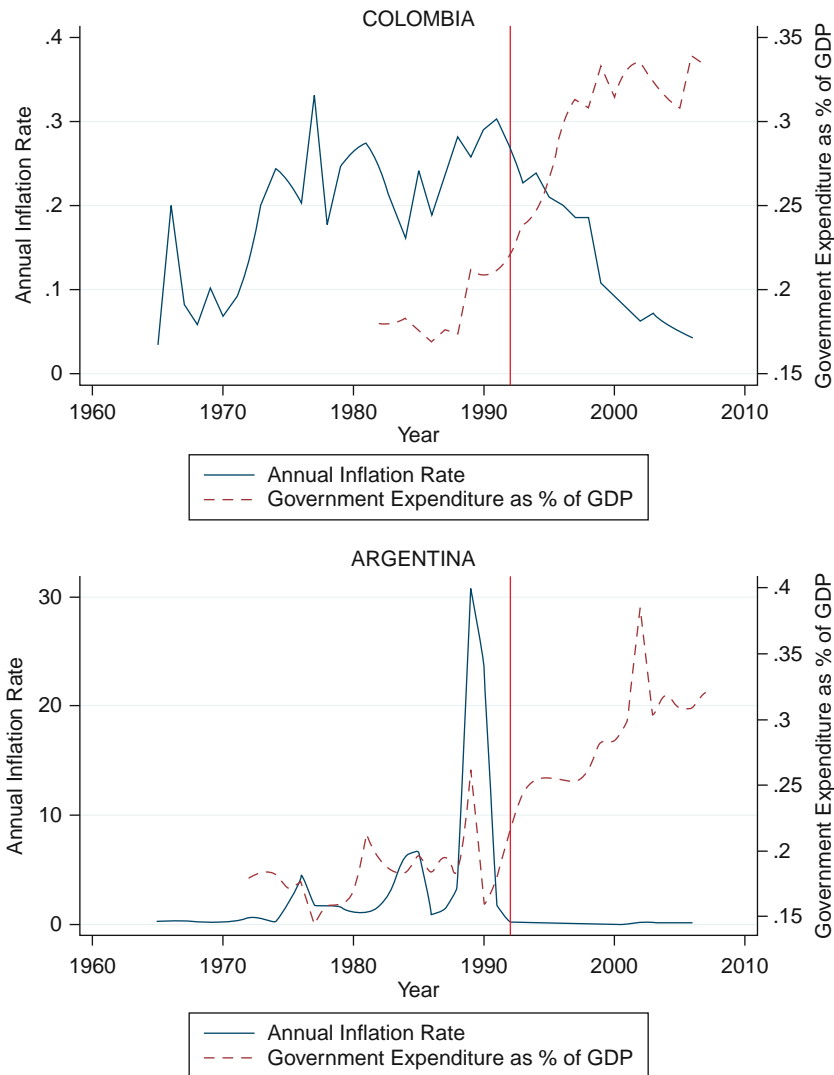 COLOMBIA
.4
.3
.2
.1
0
Annual Inflation Rate
.35
.3
.25
.2
.15
Government Expenditure as % of GDP
1960 1970 1980 1990 2000 2010
Year
Annual Inflation Rate
Government Expenditure as % of GDP
ARGENTINA
30
20
10
0
Annual Inflation Rate
.4
.35
.3
.25
.2
.15
Government Expenditure as % of GDP
1960 1970 1980 1990 2000 2010
Year
Annual Inflation Rate
Government Expenditure as % of GDP